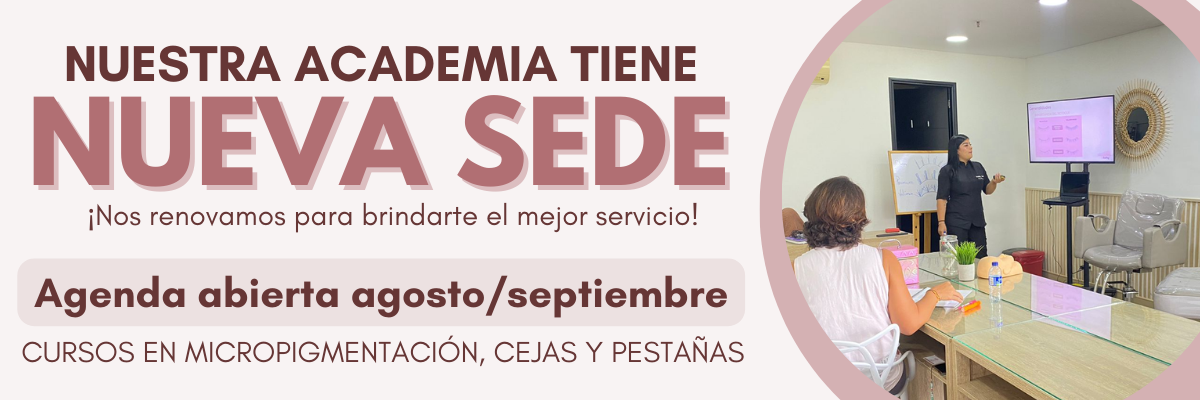 NUESTRA ACADEMIA TIENE
NUEVA SEDE
¡Nos renovamos para brindarte el mejor servicio!
Agenda abierta agosto/septiembre
CURSOS EN MICROPIGMENTACIÓN, CEJAS Y PESTAÑAS